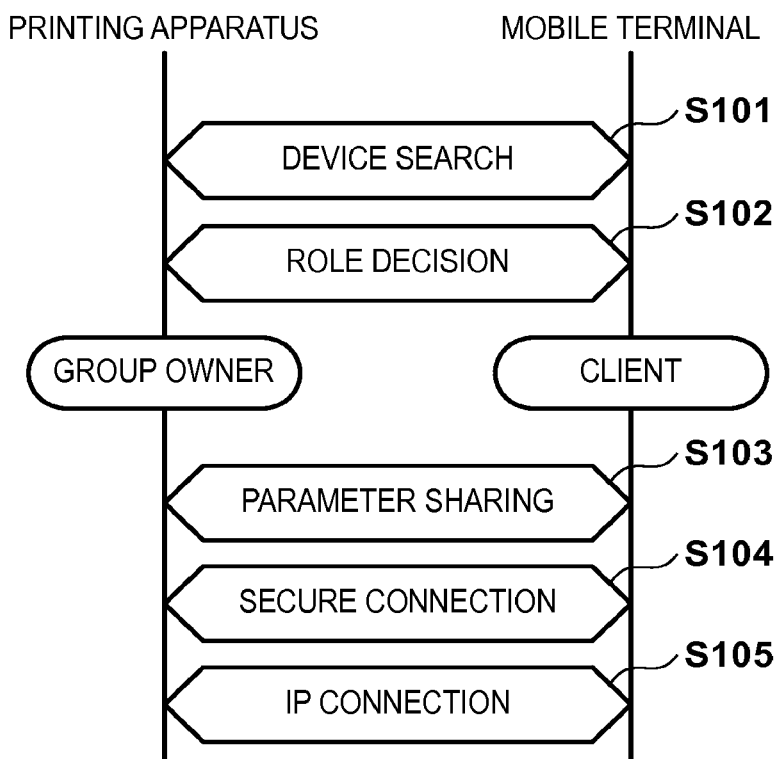 PRINTING APPARATUS
MOBILE TERMINAL
S101
DEVICE SEARCH
S102
ROLE DECISION
GROUP OWNER
CLIENT
S103
PARAMETER SHARING
S104
SECURE CONNECTION
S105
IP CONNECTION